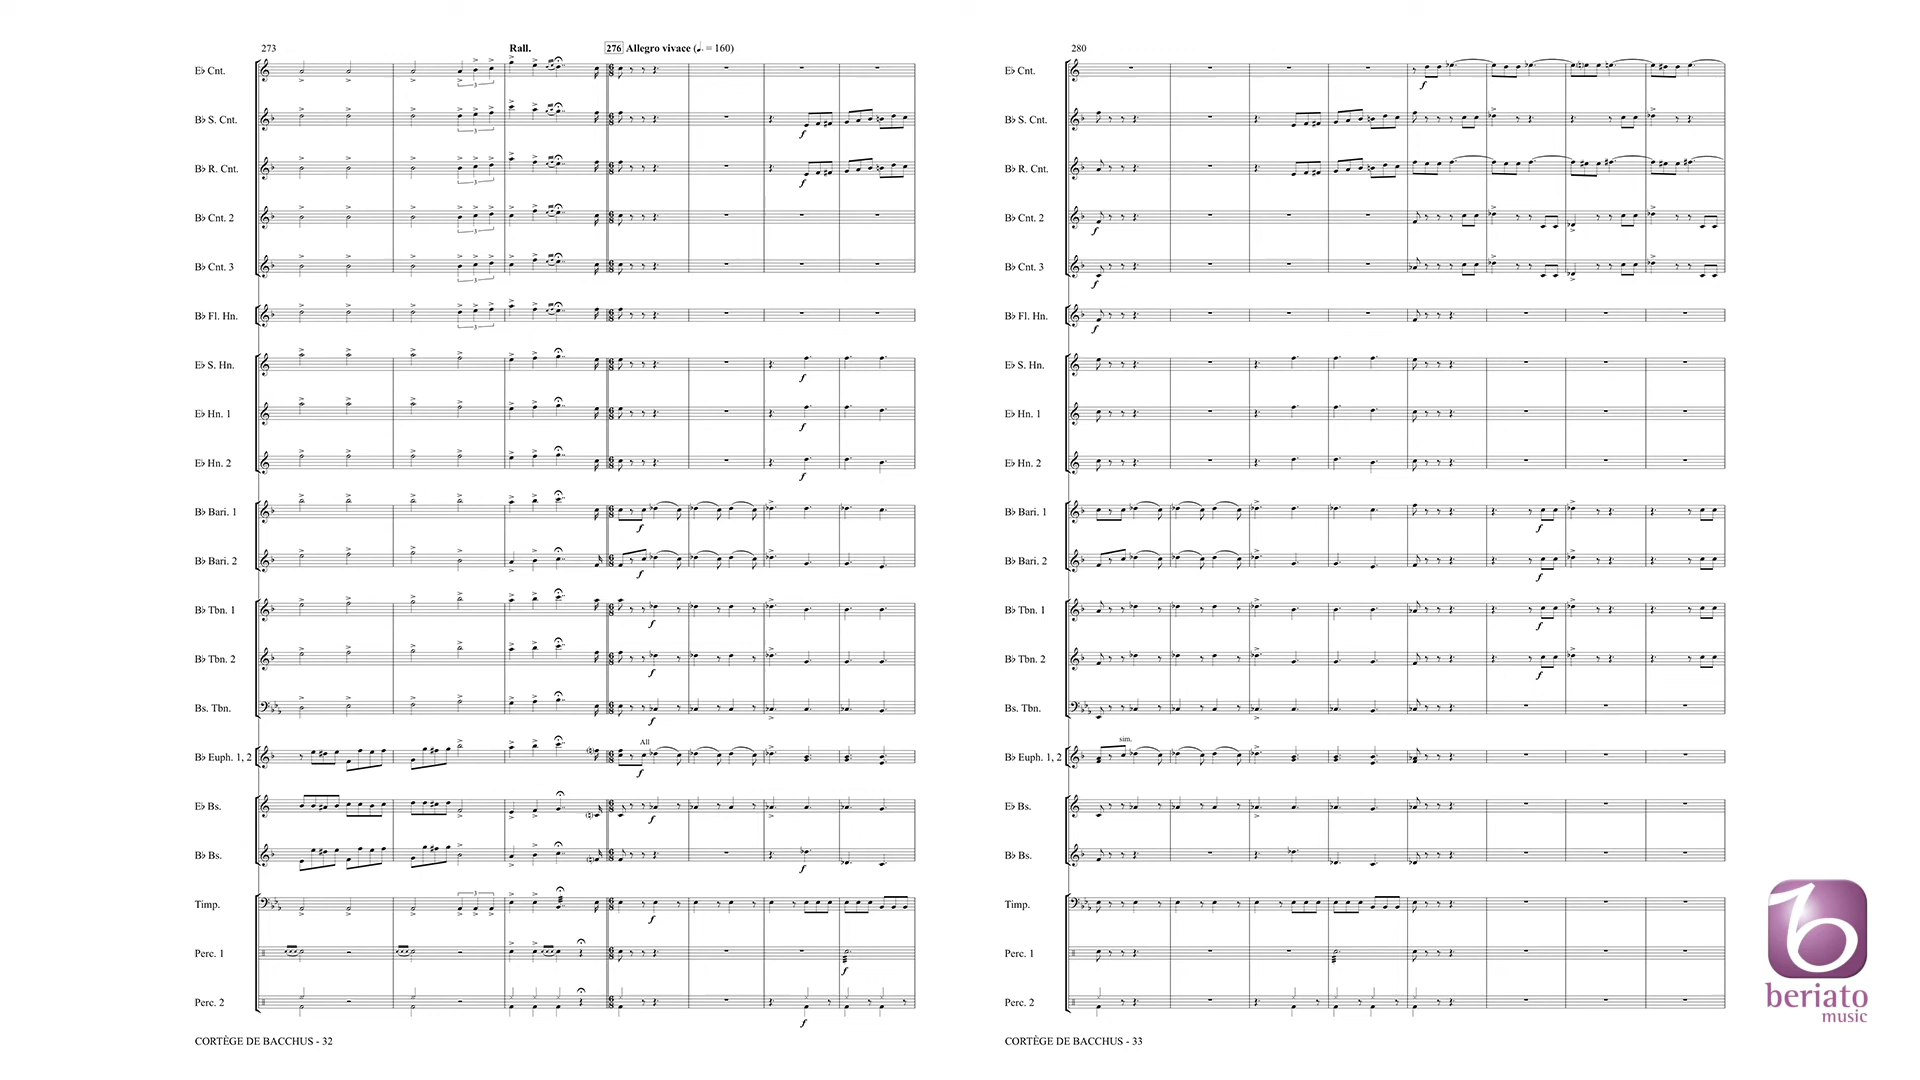 273
Rall.
276 Allegro vivace (♩. = 160)
E♭ Cnt.
B♭ S. Cnt.
B♭ R. Cnt.
B♭ Cnt. 2
B♭ Cnt. 3
B♭ Fl. Hn.
E♭ S. Hn.
E♭ Hn. 1
E♭ Hn. 2
B♭ Bari. 1
B♭ Bari. 2
B♭ Tbn. 1
B♭ Tbn. 2
Bs. Tbn.
All
B♭ Euph. 1, 2
E♭ Bs.
B♭ Bs.
Timp.
Perc. 1
Perc. 2
CORTÈGE DE BACCHUS - 32
280
E♭ Cnt.
B♭ S. Cnt.
B♭ R. Cnt.
B♭ Cnt. 2
B♭ Cnt. 3
B♭ Fl. Hn.
E♭ S. Hn.
E♭ Hn. 1
E♭ Hn. 2
B♭ Bari. 1
B♭ Bari. 2
B♭ Tbn. 1
B♭ Tbn. 2
Bs. Tbn.
sim.
B♭ Euph. 1, 2
E♭ Bs.
B♭ Bs.
Timp.
Perc. 1
Perc. 2
CORTÈGE DE BACCHUS - 33
beriato
music